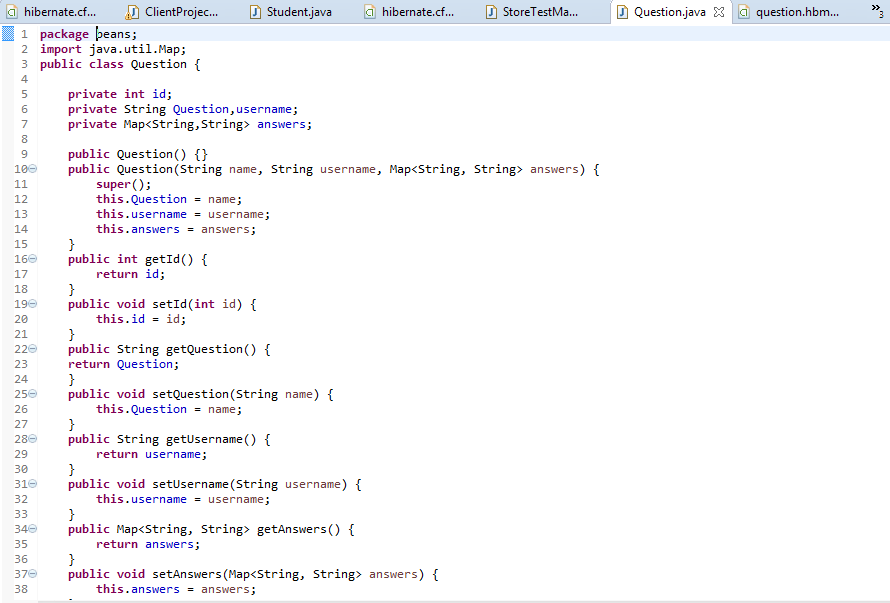 hibernate.cf... ClientProjec... Student.java hibernate.cf... StoreTestMa... Question.java question.hbm... »3
1 package beans;
2 import java.util.Map;
3 public class Question {
4
5 private int id;
6 private String Question,username;
7 private Map<String,String> answers;
8
9 public Question() {}
10 public Question(String name, String username, Map<String, String> answers) {
11 super();
12 this.Question = name;
13 this.username = username;
14 this.answers = answers;
15 }
16 public int getId() {
17 return id;
18 }
19 public void setId(int id) {
20 this.id = id;
21 }
22 public String getQuestion() {
23 return Question;
24 }
25 public void setQuestion(String name) {
26 this.Question = name;
27 }
28 public String getUsername() {
29 return username;
30 }
31 public void setUsername(String username) {
32 this.username = username;
33 }
34 public Map<String, String> getAnswers() {
35 return answers;
36 }
37 public void setAnswers(Map<String, String> answers) {
38 this.answers = answers;